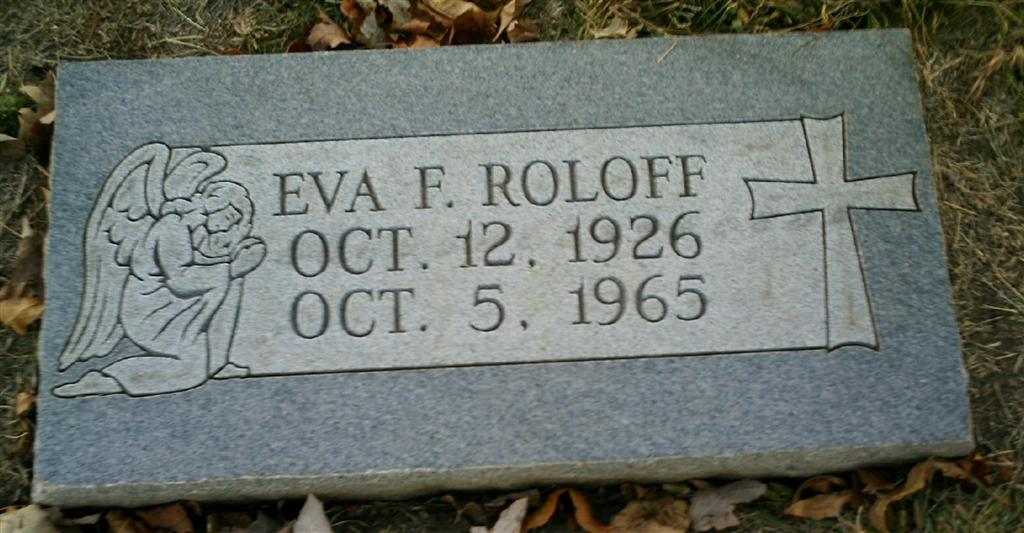 EVA F. ROLOFF
OCT. 12, 1926
OCT. 5, 1965